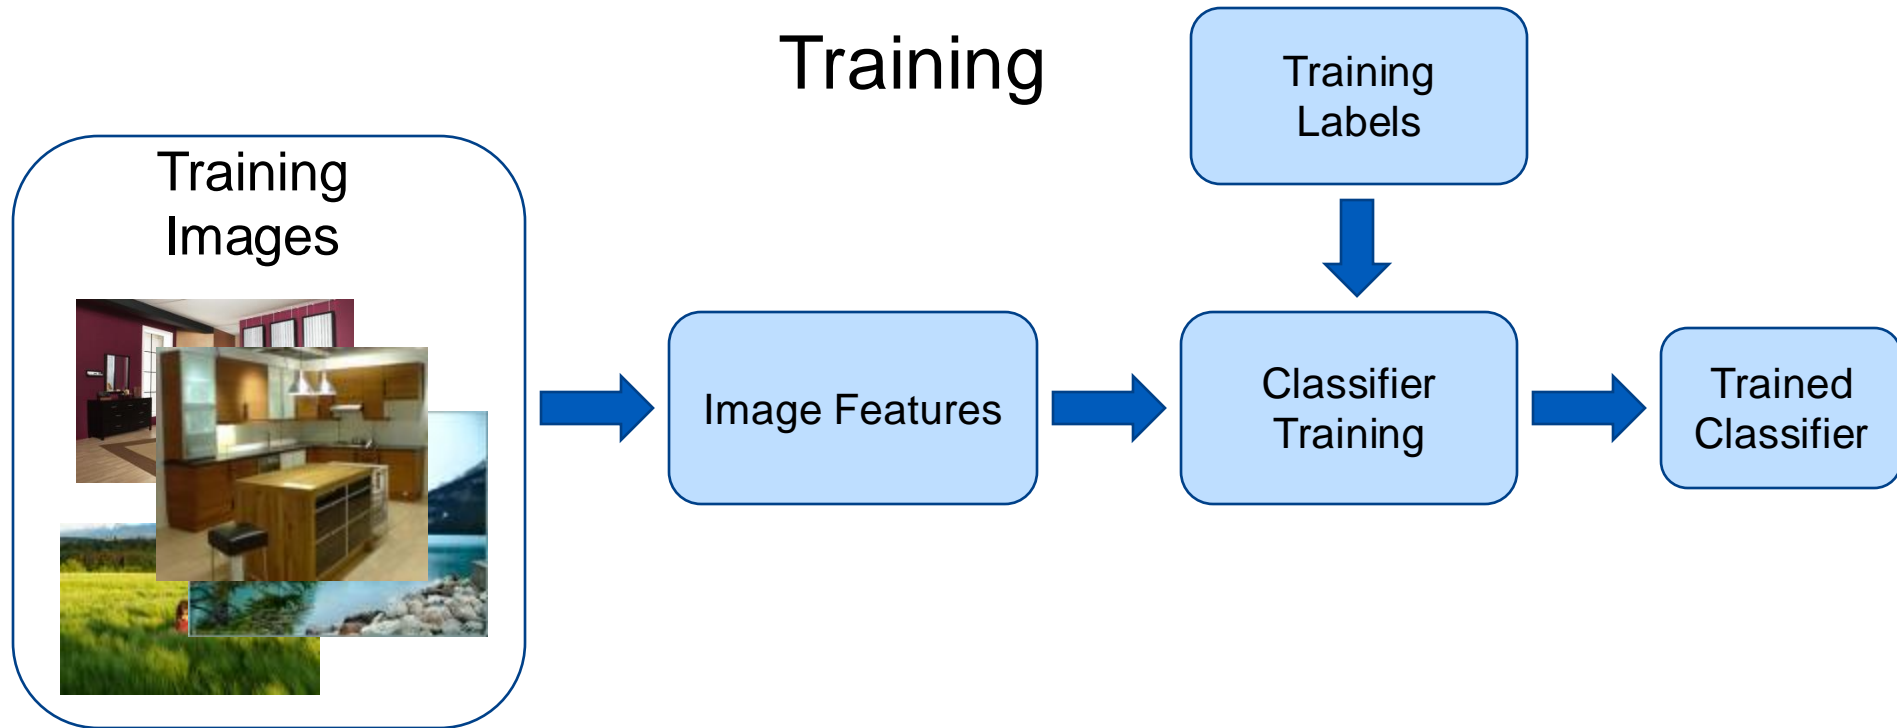 Training
Training
Labels
Training
Images
Image Features
Classifier
Training
Trained
Classifier